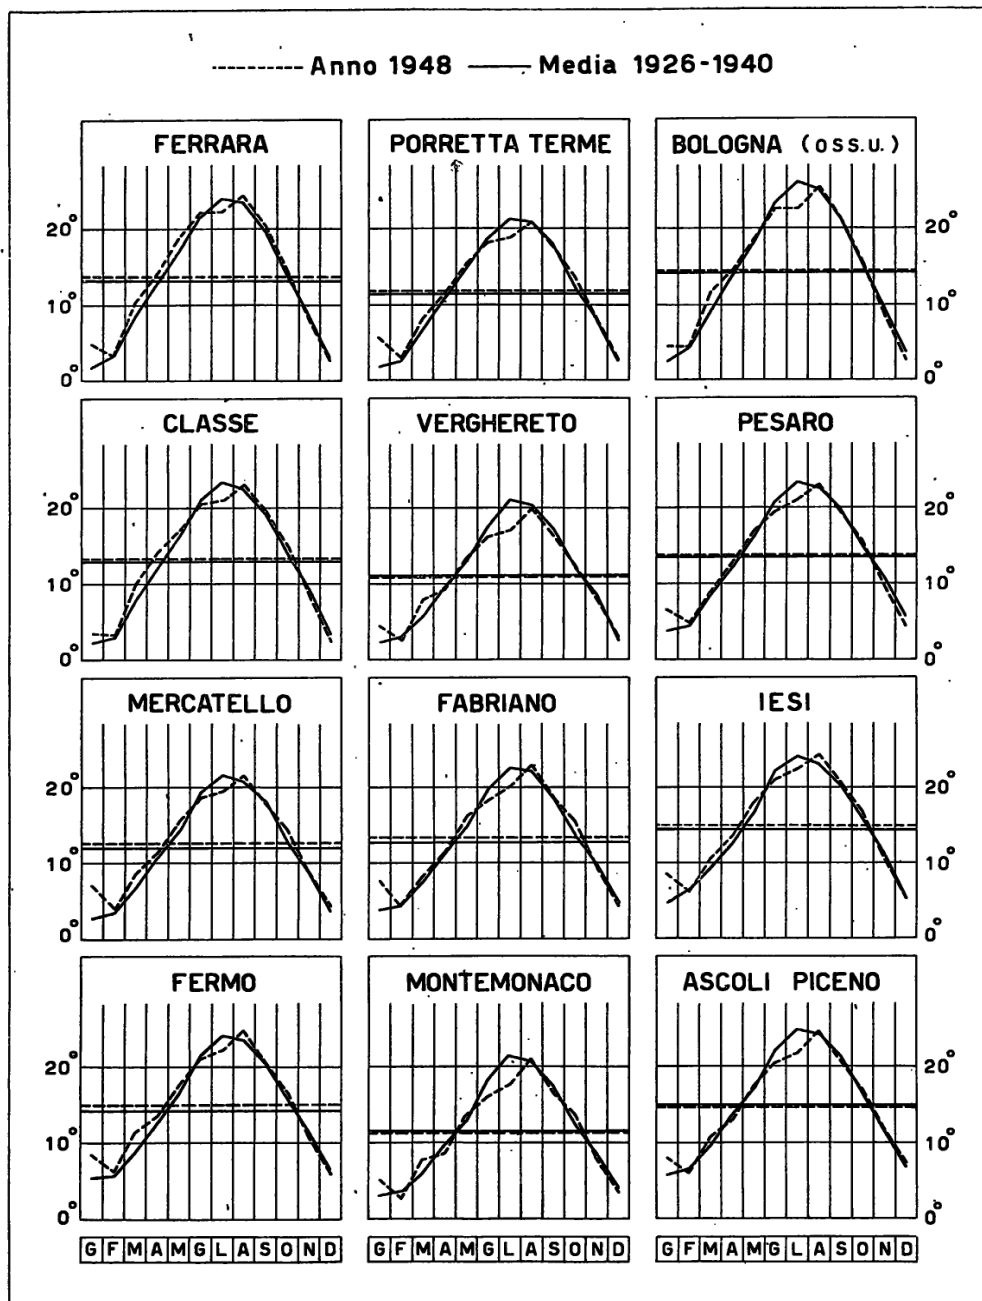 Anno 1948 Media 1926-1940
FERRARA PORRETTA TERME BOLOGNA (OSS.U.)
20° 20°
10° 10°
0° 0°
CLASSE VERGHERETO PESARO
20° 20°
10° 10°
0° 0°
MERCATELLO FABRIANO IESI
20° 20°
10° 10°
0° 0°
FERMO MONTEMONACO ASCOLI PICENO
20° 20°
10° 10°
0° 0°
G F M A M G L A S O N D G F M A M G L A S O N D G F M A M G L A S O N D